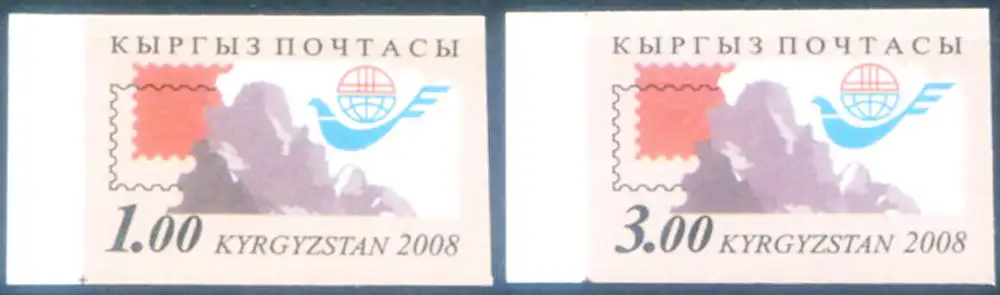 КЫРГЫЗ ПОЧТАСЫ
1.00 KYRGYZSTAN 2008
КЫРГЫЗ ПОЧТАСЫ
3.00 KYRGYZSTAN 2008